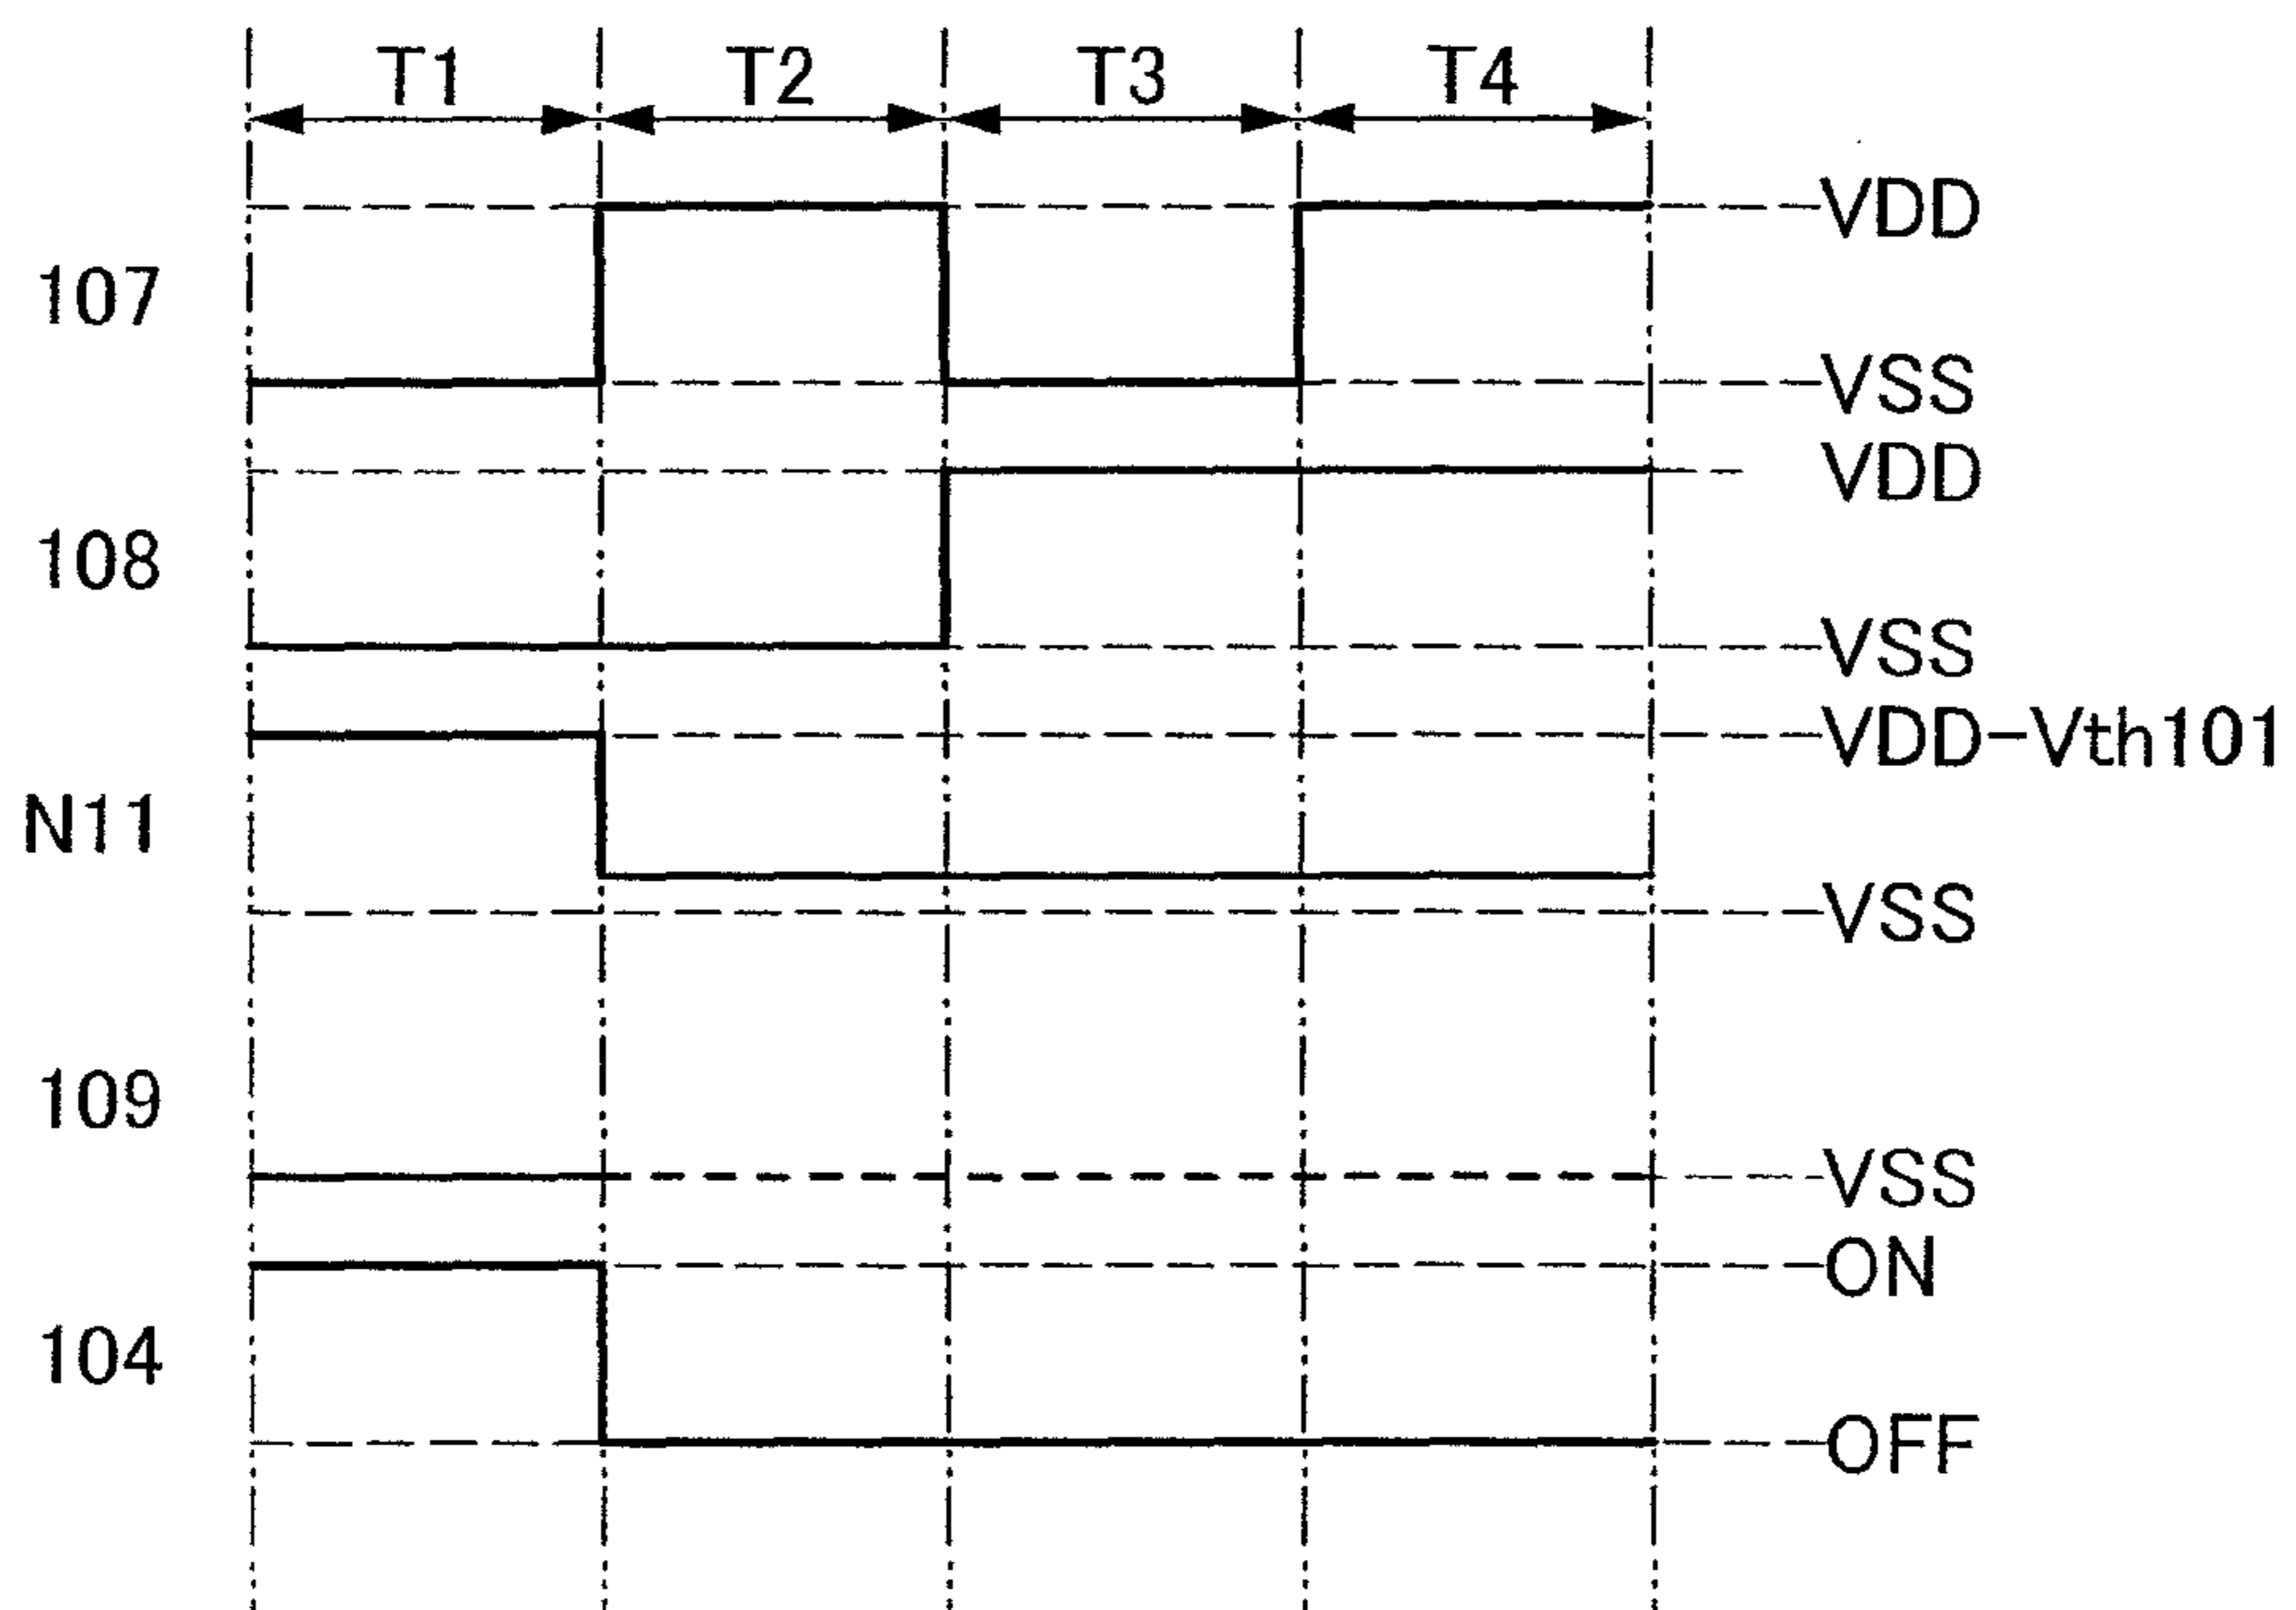 T1 T2 T3 T4
VDD
107
VSS
VDD
108
VSS
VDD-Vth101
N11
VSS
109
VSS
ON
104
OFF